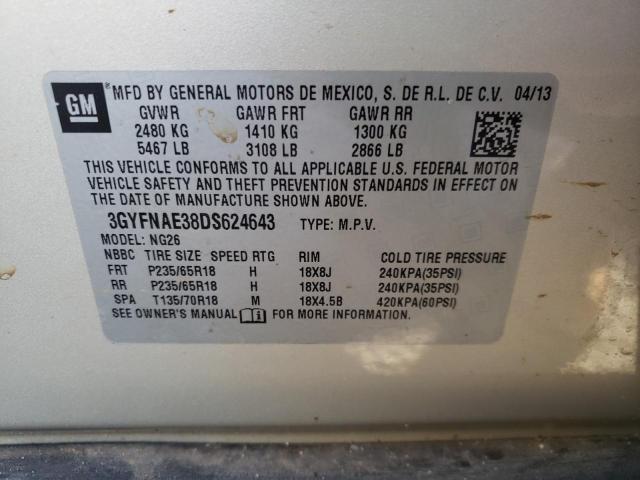 GM ® MFD BY GENERAL MOTORS DE MEXICO, S. DE R.L. DE C.V. 04/13
GVWR GAWR FRT GAWR RR
2480 KG 1410 KG 1300 KG
5467 LB 3108 LB 2866 LB
THIS VEHICLE CONFORMS TO ALL APPLICABLE U.S. FEDERAL MOTOR
VEHICLE SAFETY AND THEFT PREVENTION STANDARDS IN EFFECT ON
THE DATE OF MANUFACTURE SHOWN ABOVE.
3GYFNAE38DS624643 TYPE: M.P.V.
MODEL: NG26
NBBC TIRE SIZE SPEED RTG RIM COLD TIRE PRESSURE
FRT P235/65R18 H 18X8J 240KPA(35PSI)
RR P235/65R18 H 18X8J 240KPA(35PSI)
SPA T135/70R18 M 18X4.5B 420KPA(60PSI)
SEE OWNER'S MANUAL FOR MORE INFORMATION.